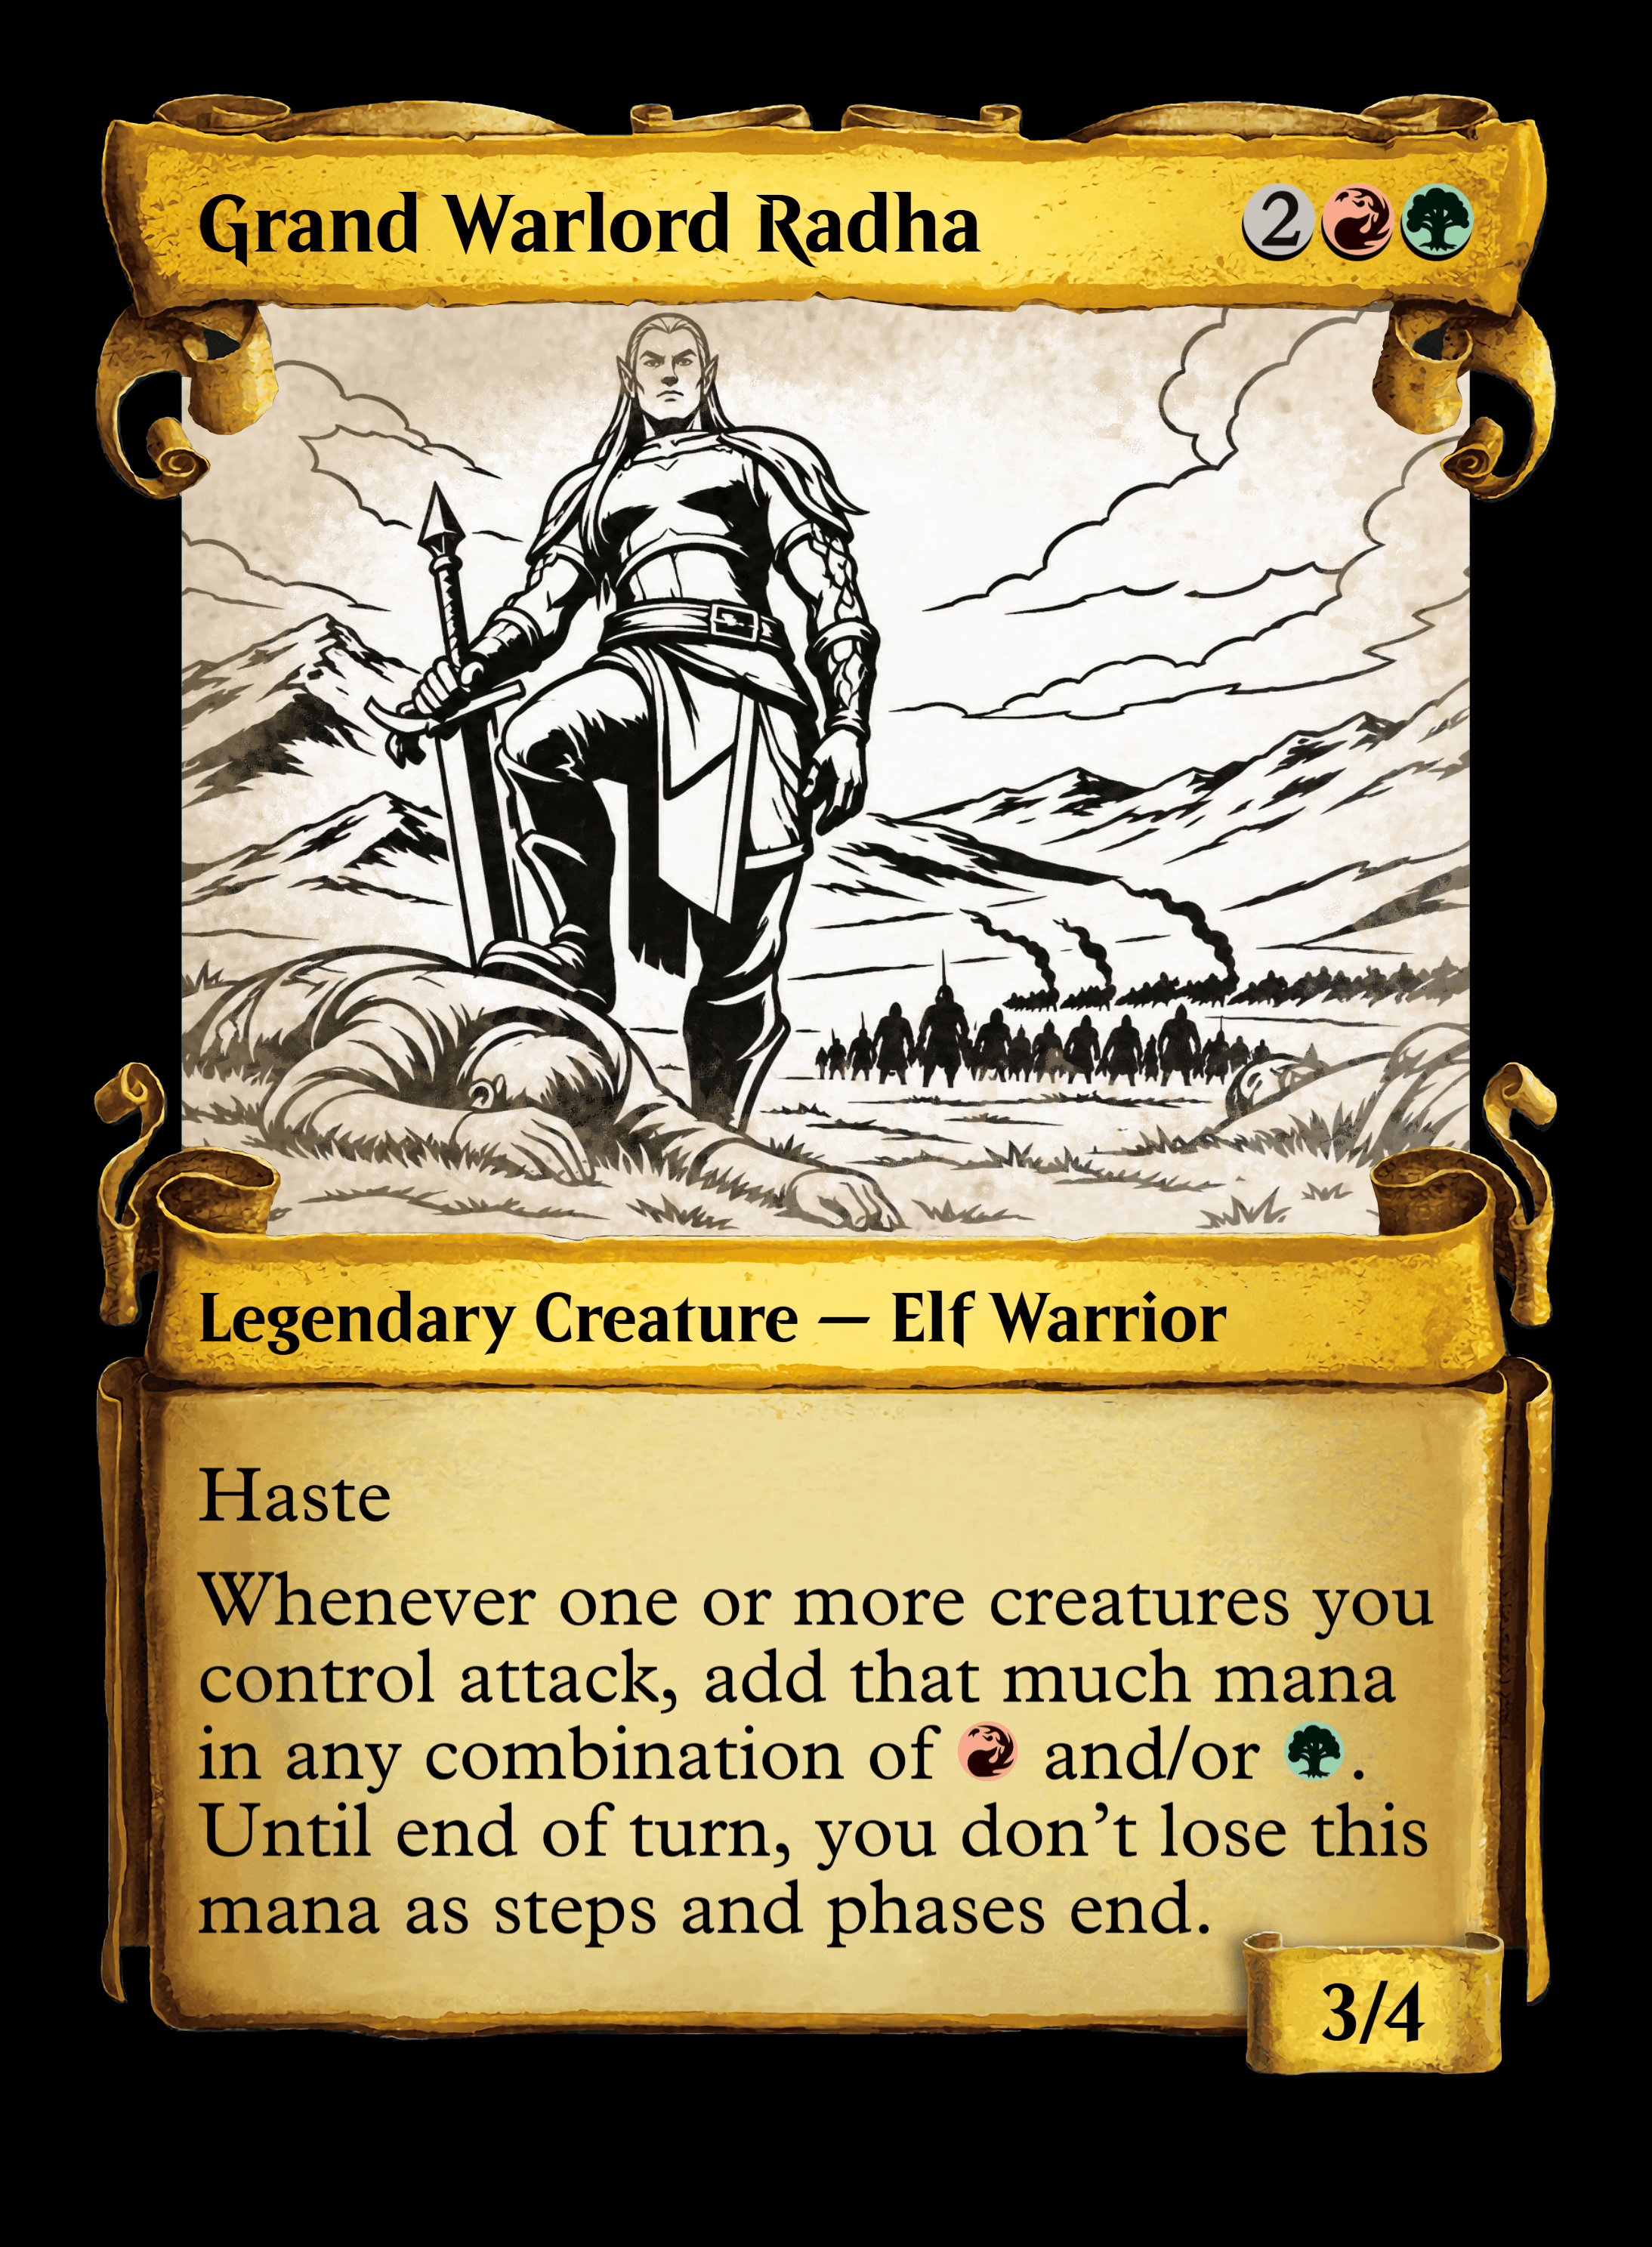 Grand Warlord Radha 2
Legendary Creature — Elf Warrior
Haste
Whenever one or more creatures you
control attack, add that much mana
in any combination of and/or .
Until end of turn, you don’t lose this
mana as steps and phases end.
3/4